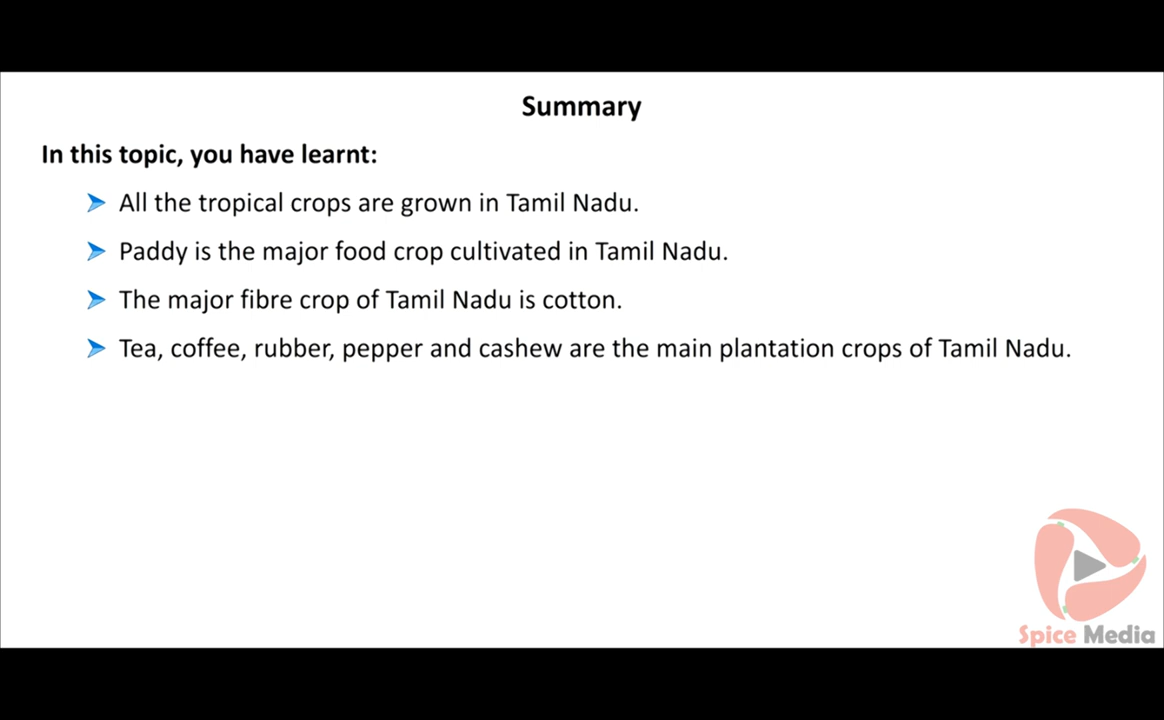 Summary
In this topic, you have learnt:
All the tropical crops are grown in Tamil Nadu.
Paddy is the major food crop cultivated in Tamil Nadu.
The major fibre crop of Tamil Nadu is cotton.
Tea, coffee, rubber, pepper and cashew are the main plantation crops of Tamil Nadu.
Spice Media